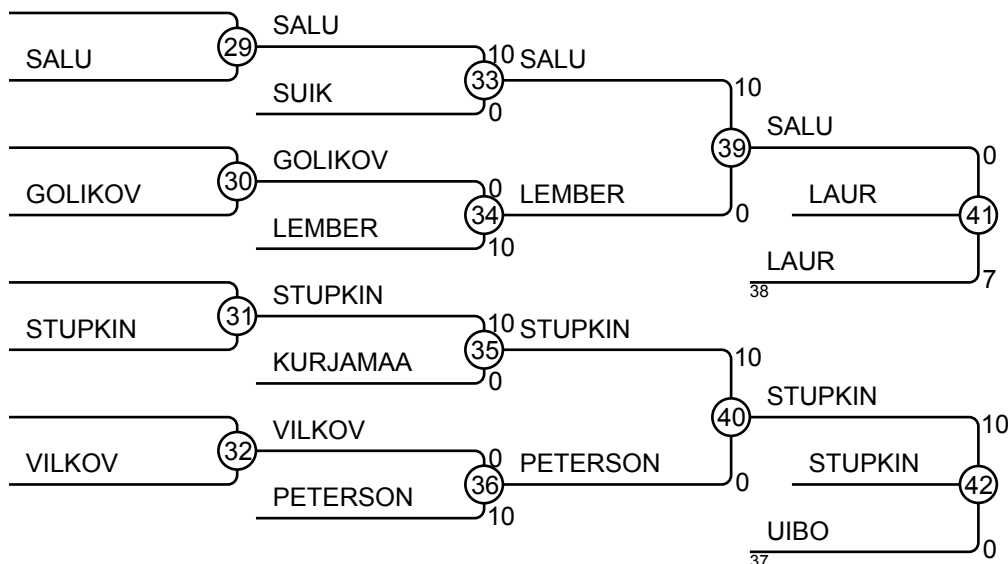 SALU
29
SALU
10
33
SALU
SUIK
0
10
39
SALU
0
GOLIKOV
30
GOLIKOV
0
34
LEMBER
0
LAUR
41
LEMBER
10
LAUR
7
38
STUPKIN
31
STUPKIN
10
35
STUPKIN
KURJAMAA
0
10
40
STUPKIN
10
VILKOV
32
VILKOV
0
36
PETERSON
0
STUPKIN
42
PETERSON
10
UIBO
0
37